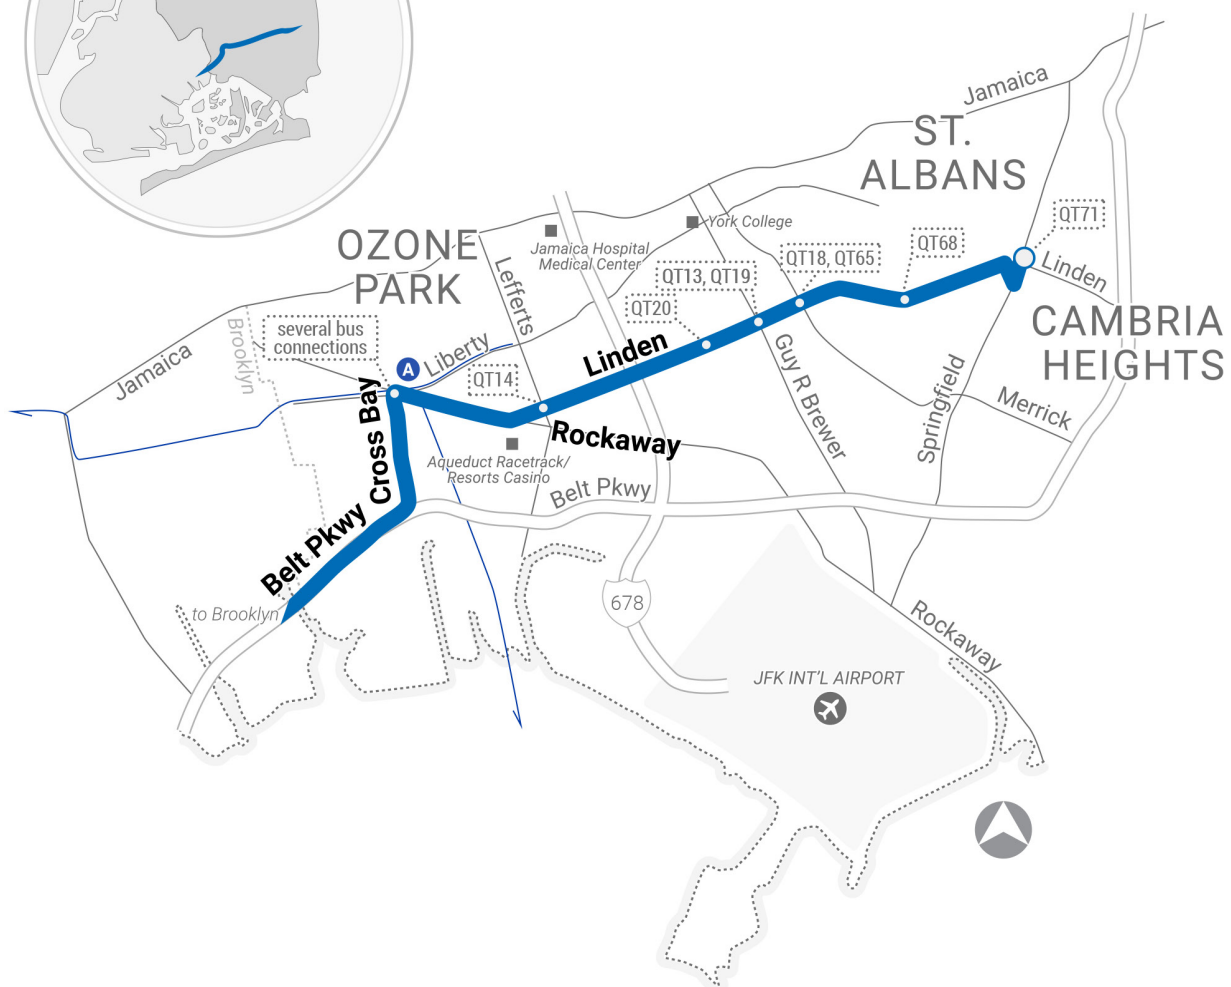 Jamaica
ST.
ALBANS
York College
QT71
OZONE
PARK
Jamaica Hospital
Medical Center
QT68
QT18, QT65
Linden
Lefferts
QT13, QT19
QT20
CAMBRIA
HEIGHTS
Brooklyn
several bus
connections
Jamaica
A
Liberty
Linden
Guy R Brewer
QT14
Springfield
Merrick
Cross Bay
Rockaway
Aqueduct Racetrack/
Resorts Casino
Belt Pkwy
Belt Pkwy
to Brooklyn
678
Rockaway
JFK INT'L AIRPORT